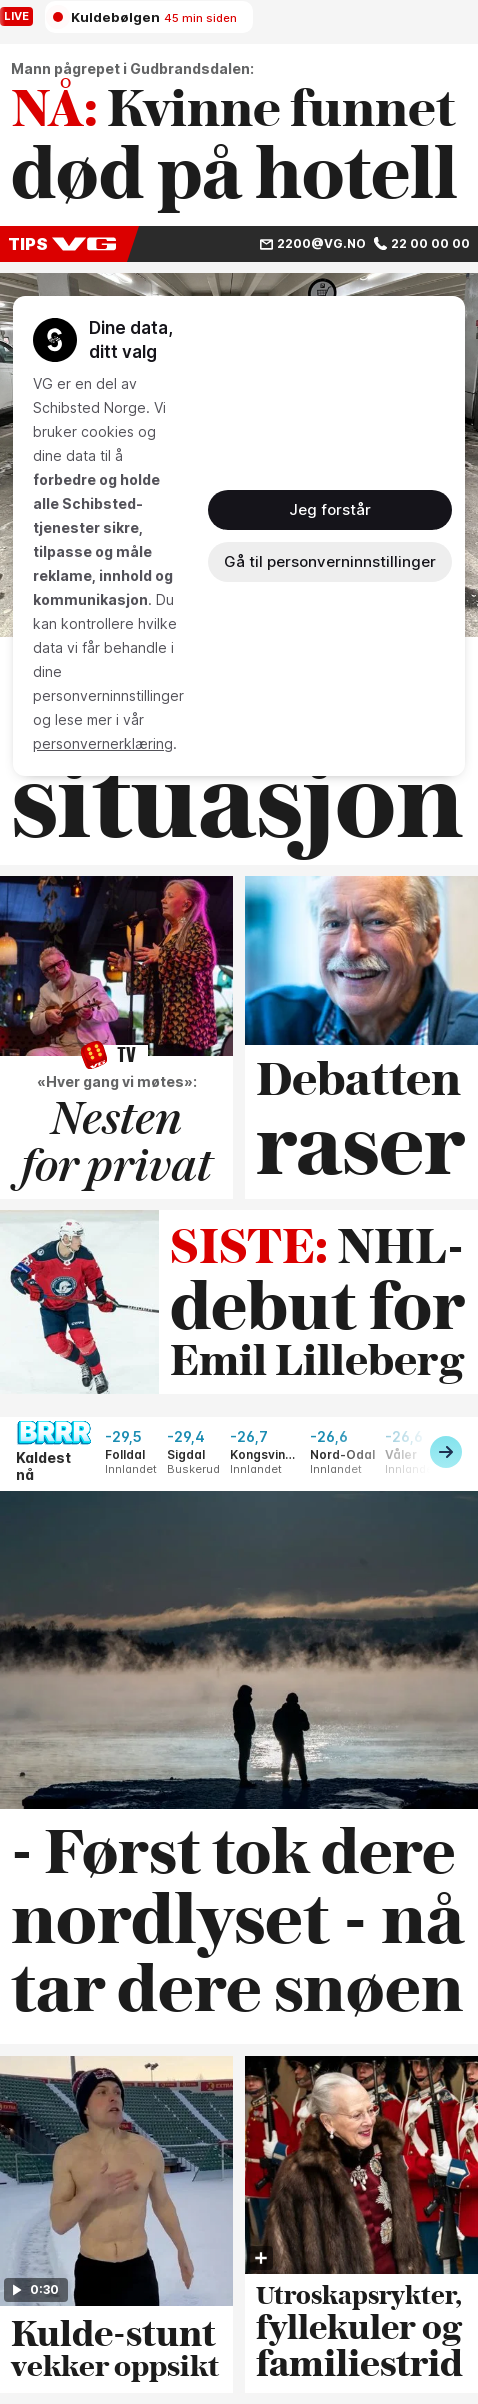 LIVE
Kuldebølgen 45 min siden
Mann pågrepet i Gudbrandsdalen:
NÅ: Kvinne funnet
død på hotell
TIPS VG
2200@VG.NO 22 00 00 00
Dine data,
ditt valg
VG er en del av
Schibsted Norge. Vi
bruker cookies og
dine data til å
forbedre og holde
alle Schibsted-
tjenester sikre,
tilpasse og måle
reklame, innhold og
kommunikasjon. Du
kan kontrollere hvilke
data vi får behandle i
dine
personverninnstillinger
og lese mer i vår
personvernerklæring.
Jeg forstår
Gå til personverninnstillinger
situasjon
TV
«Hver gang vi møtes»:
Nesten
for privat
Debatten
raser
SISTE: NHL-
debut for
Emil Lilleberg
BRRR
Kaldest
nå
-29,5
Folldal
Innlandet
-29,4
Sigdal
Buskerud
-26,7
Kongsvin...
Innlandet
-26,6
Nord-Odal
Innlandet
-26,6
Våler
- Først tok dere
nordlyset - nå
tar dere snøen
0:30
Kulde-stunt
vekker oppsikt
Utroskapsrykter,
fyllekuler og
familiestrid